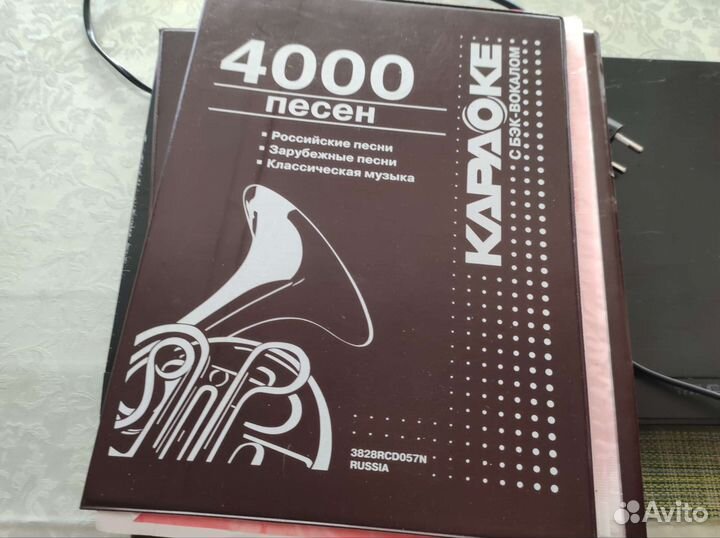 4000
песен
▪ Российские песни
▪ Зарубежные песни
▪ Классическая музыка
КАРАОКЕ
С БЭК-ВОКАЛОМ
3828RCD057N
RUSSIA
Avito